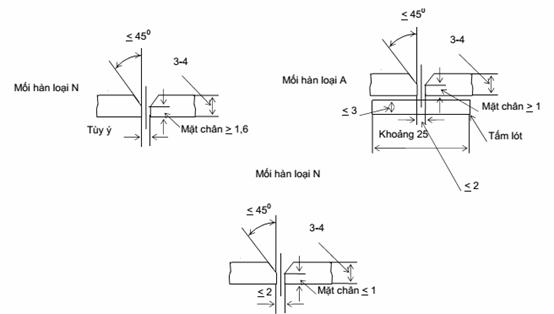 ≤ 45⁰
3-4
Mối hàn loại N
Tùy ý
Mặt chân ≥ 1,6
≤ 45⁰
3-4
Mối hàn loại A
Mặt chân ≥ 1
≤ 3
Khoảng 25
Tấm lót
≤ 2
Mối hàn loại N
≤ 45⁰
3-4
≤ 2
Mặt chân ≤ 1